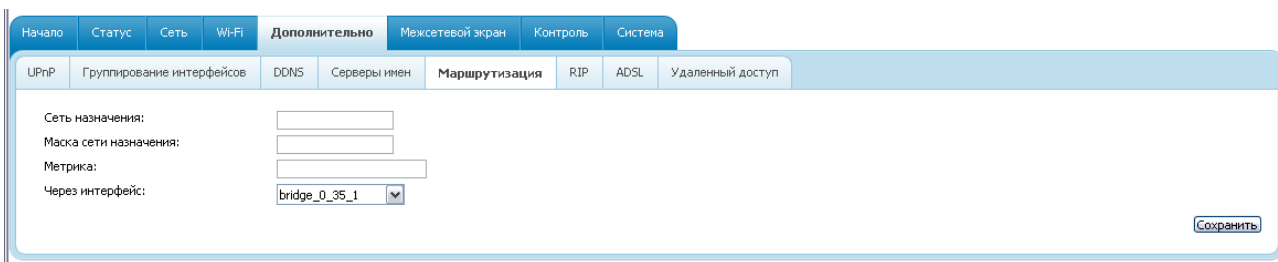 Начало Статус Сеть Wi-Fi Дополнительно Межсетевой экран Контроль Система
UPnP Группирование интерфейсов DDNS Серверы имен Маршрутизация RIP ADSL Удаленный доступ
Сеть назначения:
Маска сети назначения:
Метрика:
Через интерфейс: bridge_0_35_1
Сохранить